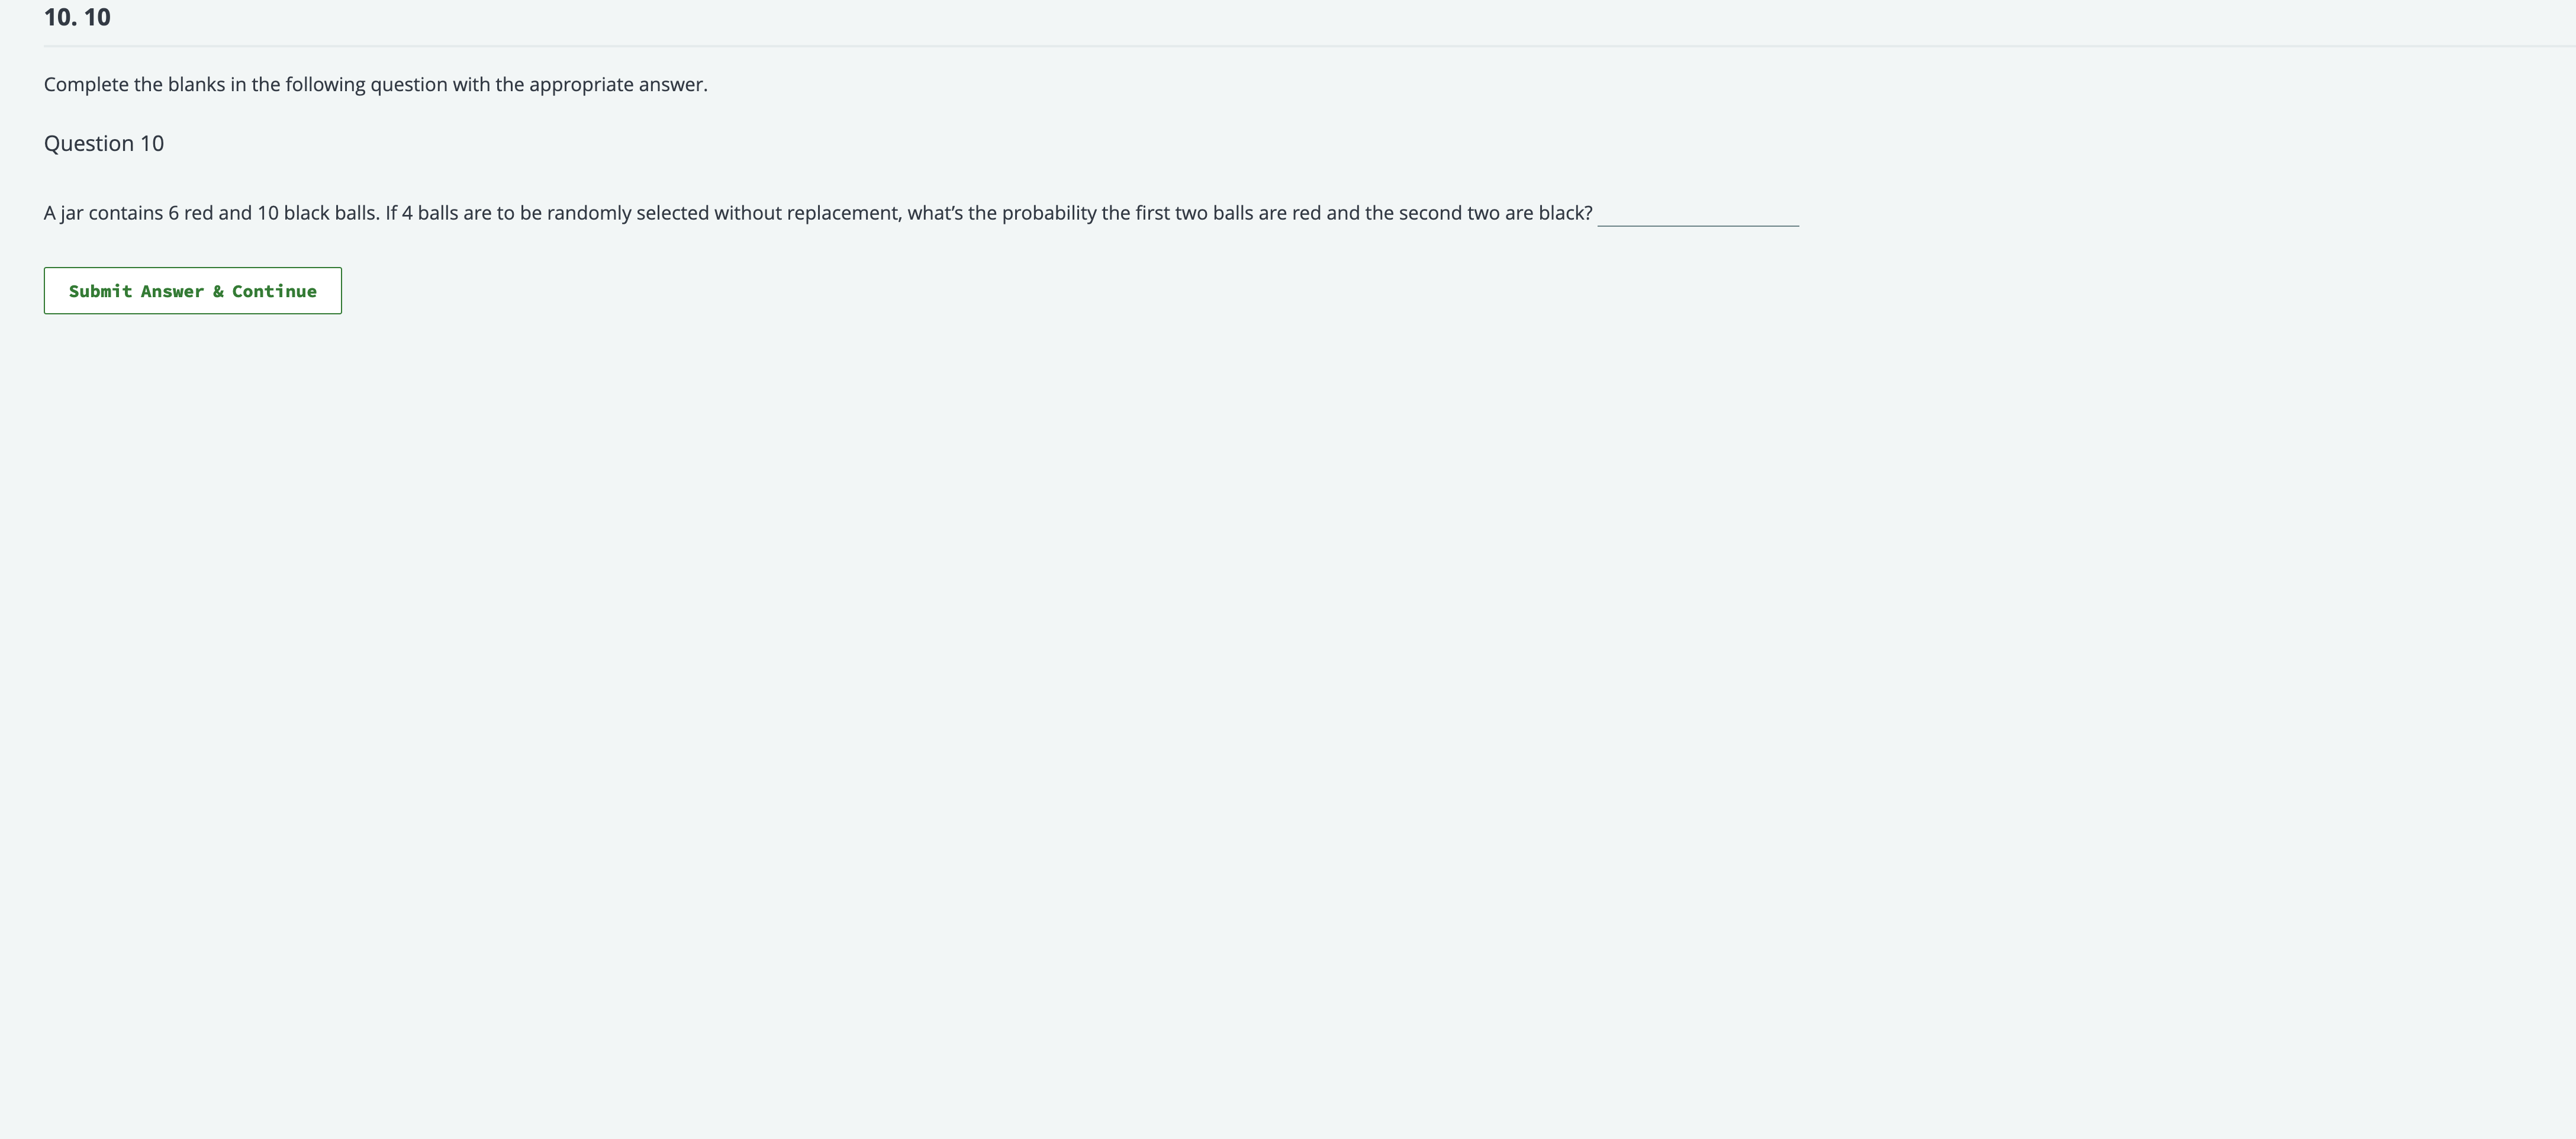 10. 10
Complete the blanks in the following question with the appropriate answer.
Question 10
A jar contains 6 red and 10 black balls. If 4 balls are to be randomly selected without replacement, what’s the probability the first two balls are red and the second two are black?
Submit Answer & Continue